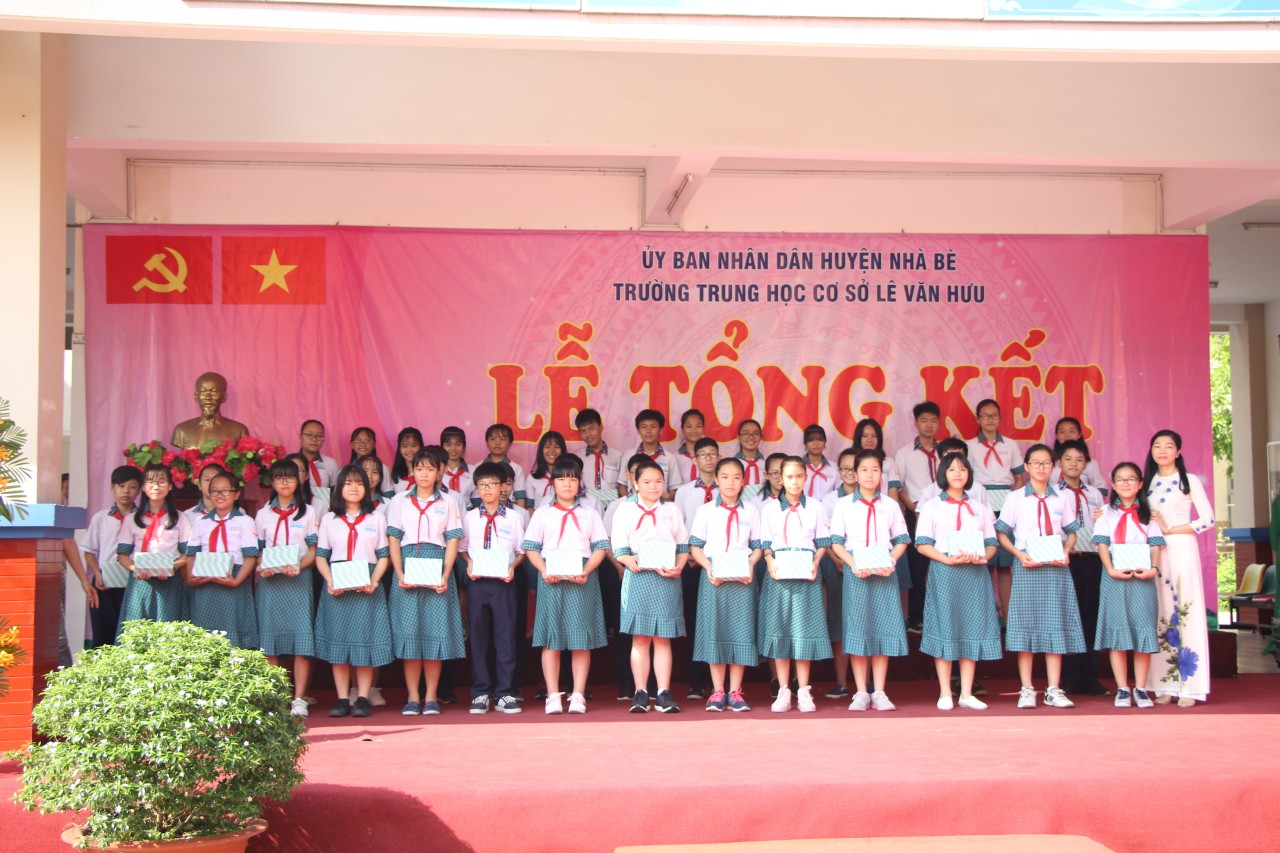 ỦY BAN NHÂN DÂN HUYỆN NHÀ BÈ
TRƯỜNG TRUNG HỌC CƠ SỞ LÊ VĂN HƯU
LỄ TỔNG KẾT